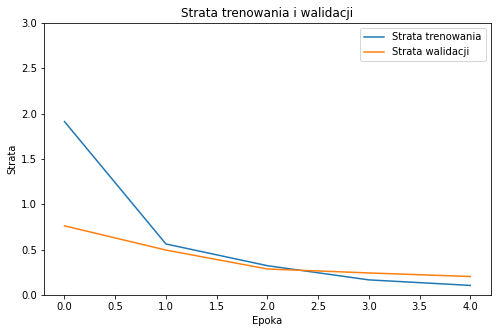 Strata trenowania i walidacji
3.0
2.5
2.0
1.5
1.0
0.5
0.0
Strata
Strata trenowania
Strata walidacji
0.0 0.5 1.0 1.5 2.0 2.5 3.0 3.5 4.0
Epoka